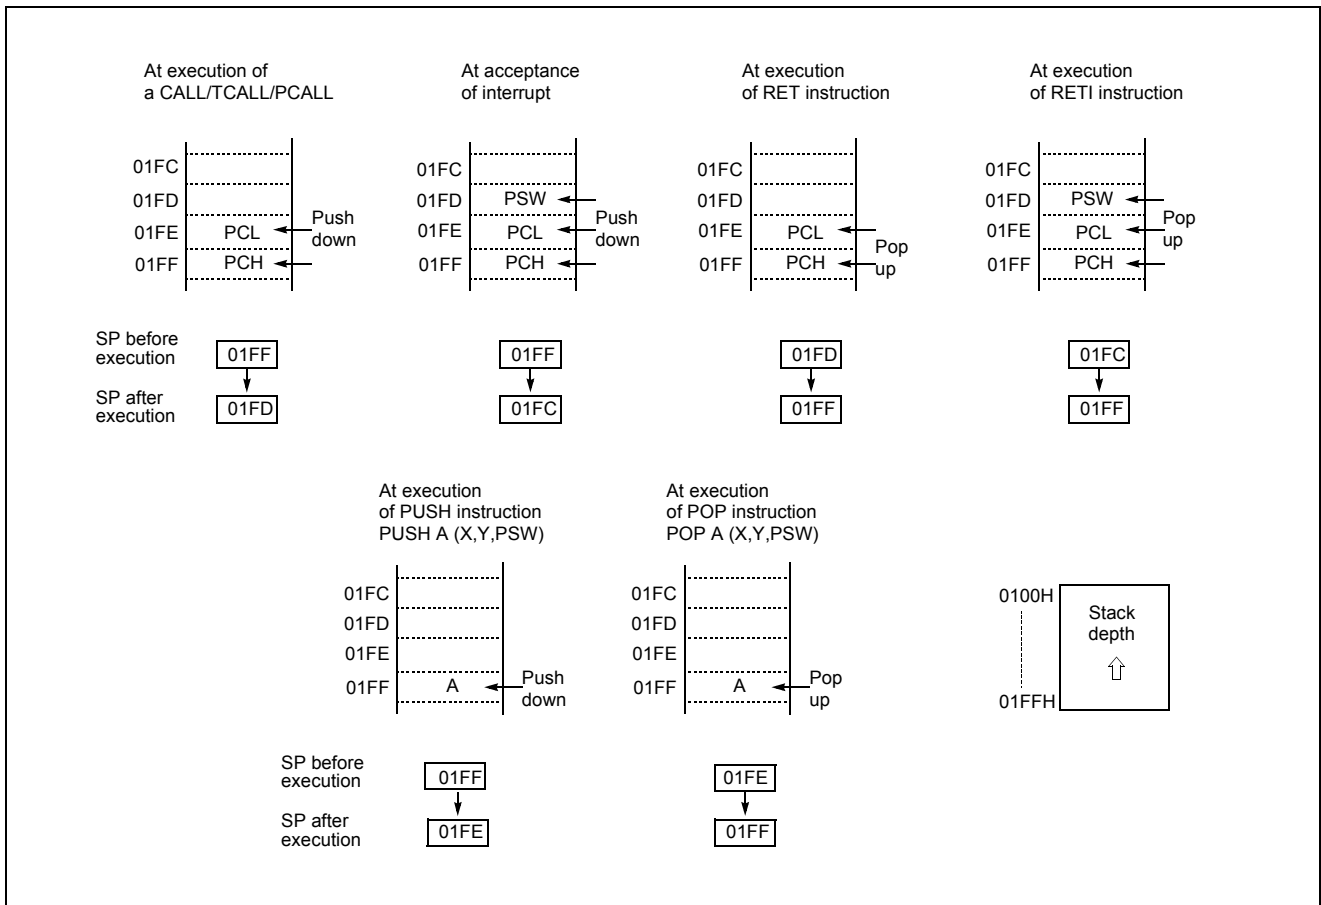 At execution of
a CALL/TCALL/PCALL
01FC
01FD
01FE PCL
01FF PCH
Push
down
SP before
execution
01FF
SP after
execution
01FD
At acceptance
of interrupt
01FC
01FD PSW
01FE PCL
01FF PCH
Push
down
01FF
01FC
At execution
of RET instruction
01FC
01FD
01FE PCL
01FF PCH
Pop
up
01FD
01FF
At execution
of RETI instruction
01FC
01FD PSW
01FE PCL
01FF PCH
Pop
up
01FC
01FF
At execution
of PUSH instruction
PUSH A (X,Y,PSW)
01FC
01FD
01FE
01FF A
Push
down
SP before
execution
01FF
SP after
execution
01FE
At execution
of POP instruction
POP A (X,Y,PSW)
01FC
01FD
01FE
01FF A
Pop
up
01FE
01FF
0100H
Stack
depth
01FFH